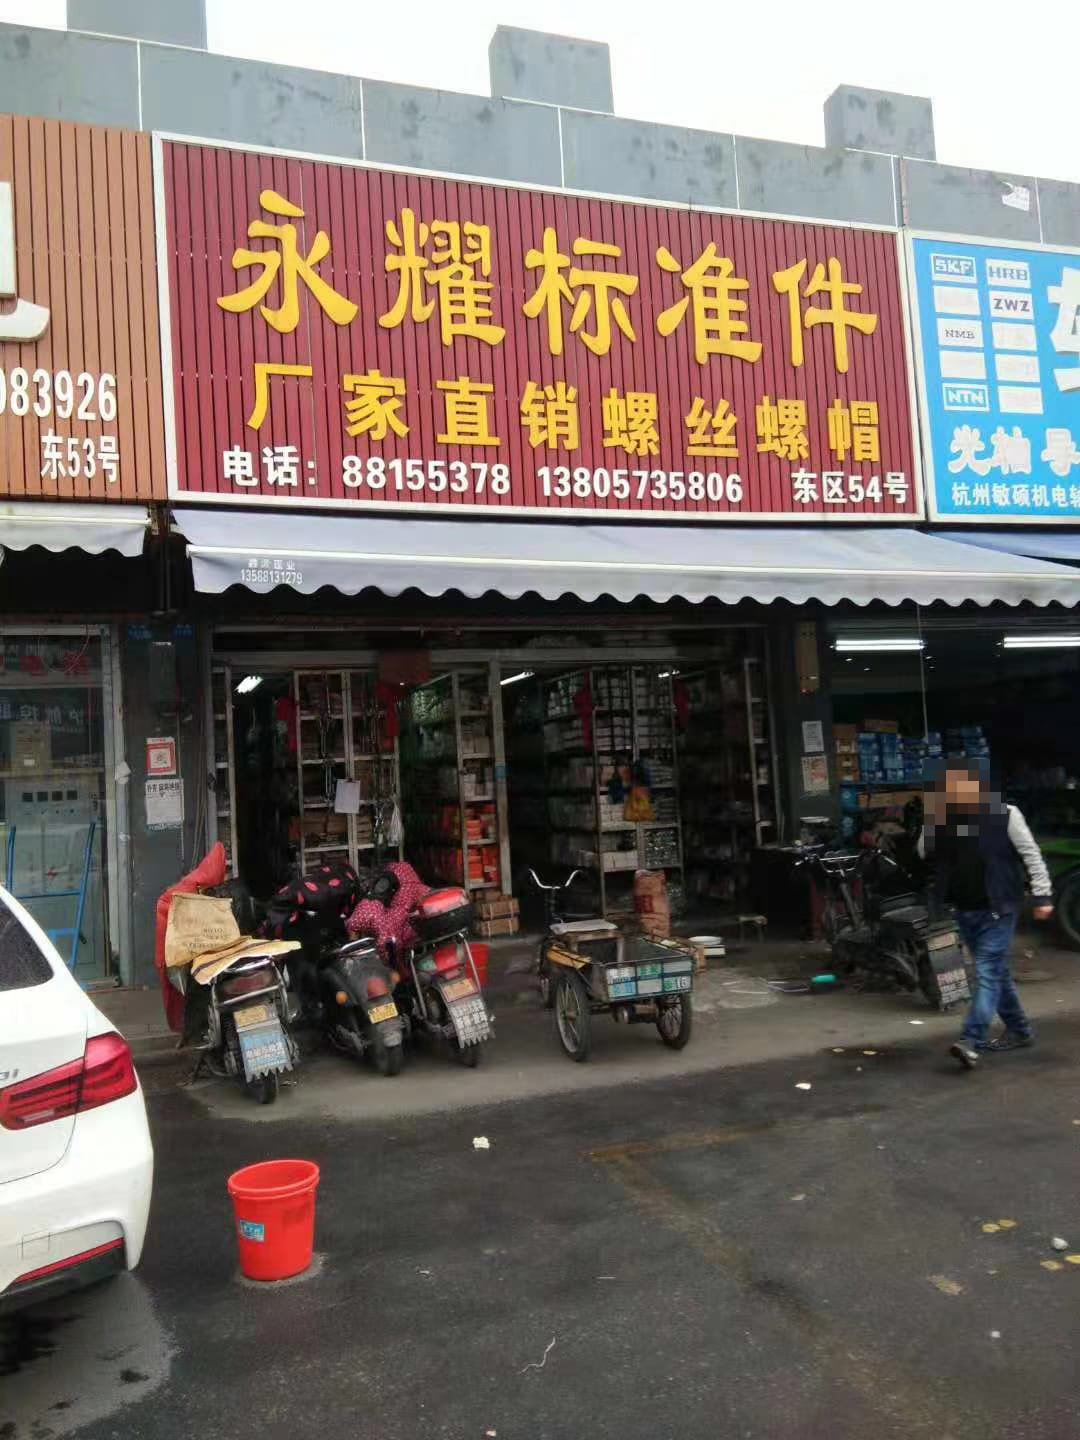 永耀标准件
厂家直销螺丝螺帽
电话：88155378 13805735806 东区54号
083926
东53号
SKF
HRB
ZWZ
NMB
NTN
杭州敏硕机电
13588131279